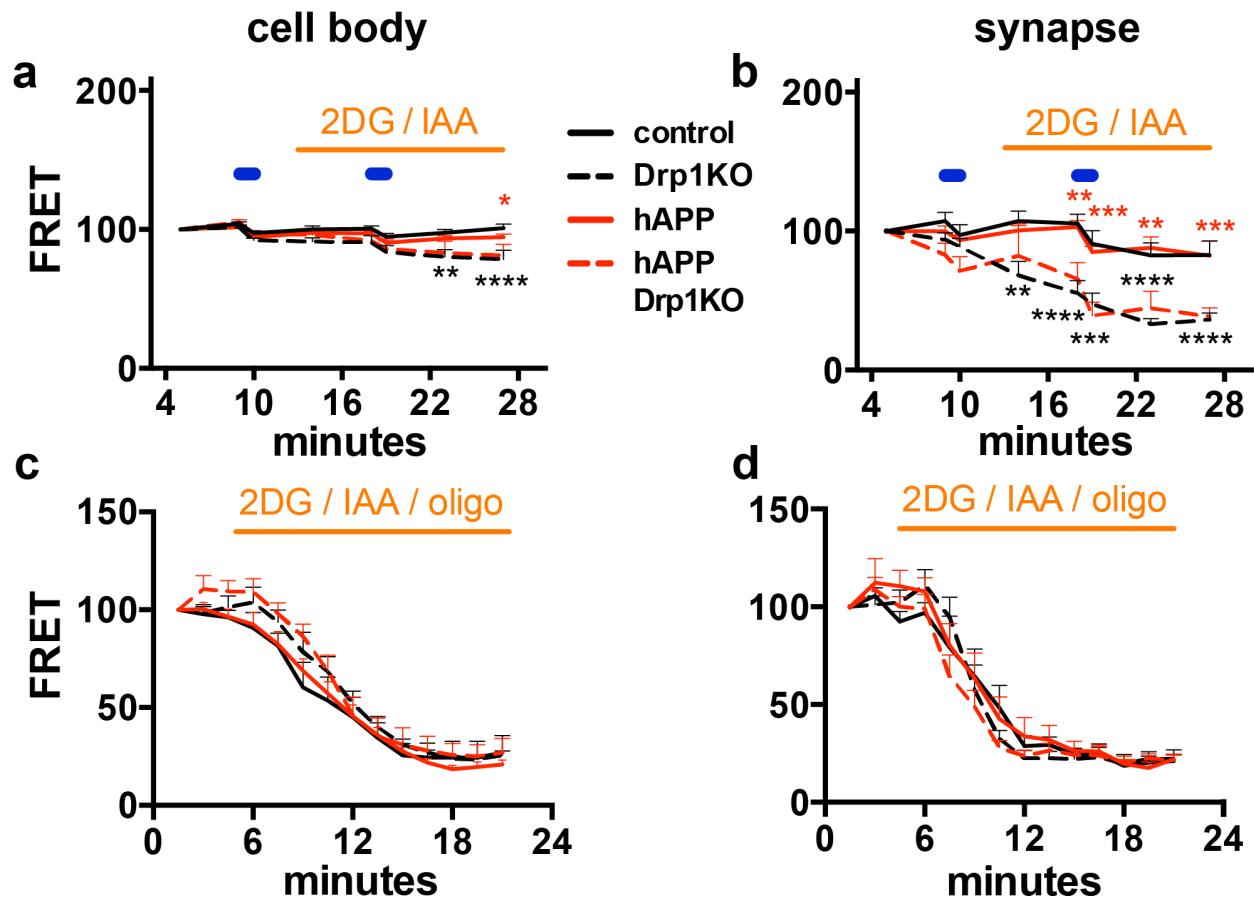 cell body
synapse
a
200
100
0
FRET
2DG / IAA
*
**
****
4
10
16
22
28
minutes
control
Drp1KO
hAPP
hAPP
Drp1KO
b
200
100
0
2DG / IAA
**
***
**
***
**
****
***
****
****
4
10
16
22
28
minutes
c
150
100
50
0
FRET
2DG / IAA / oligo
0
6
12
18
24
minutes
d
150
100
50
0
2DG / IAA / oligo
0
6
12
18
24
minutes